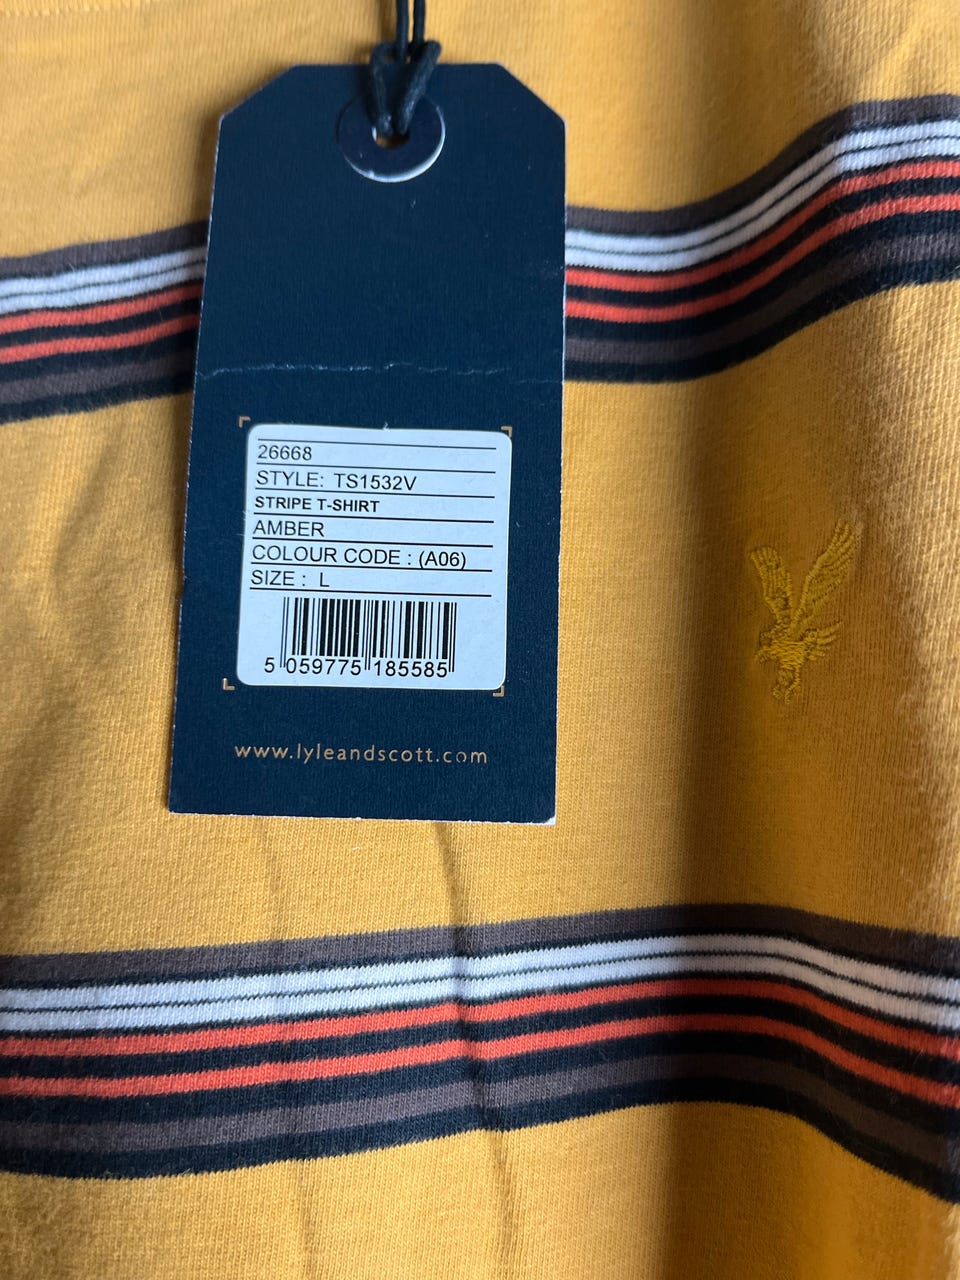 26668
STYLE: TS1532V
STRIPE T-SHIRT
AMBER
COLOUR CODE : (A06)
SIZE : L
5 059775 185585
www.lyleandscott.com